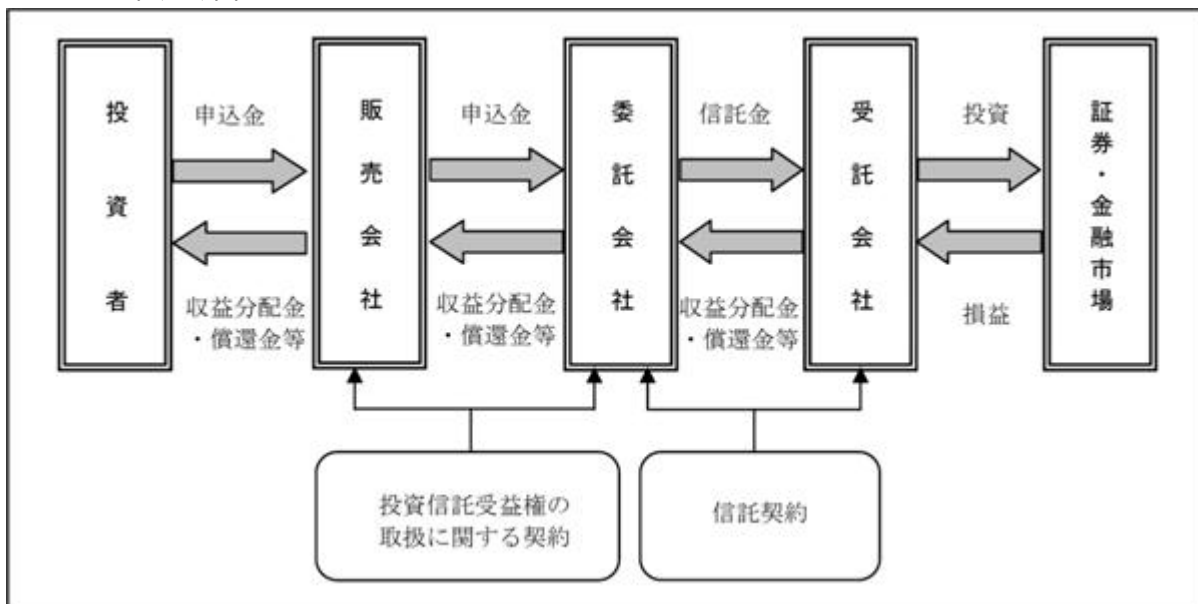 投資者
申込金
収益分配金
・償還金等
販売会社
申込金
収益分配金
・償還金等
委託会社
信託金
収益分配金
・償還金等
受託会社
投資
損益
証券・金融市場
投資信託受益権の
取扱に関する契約
信託契約